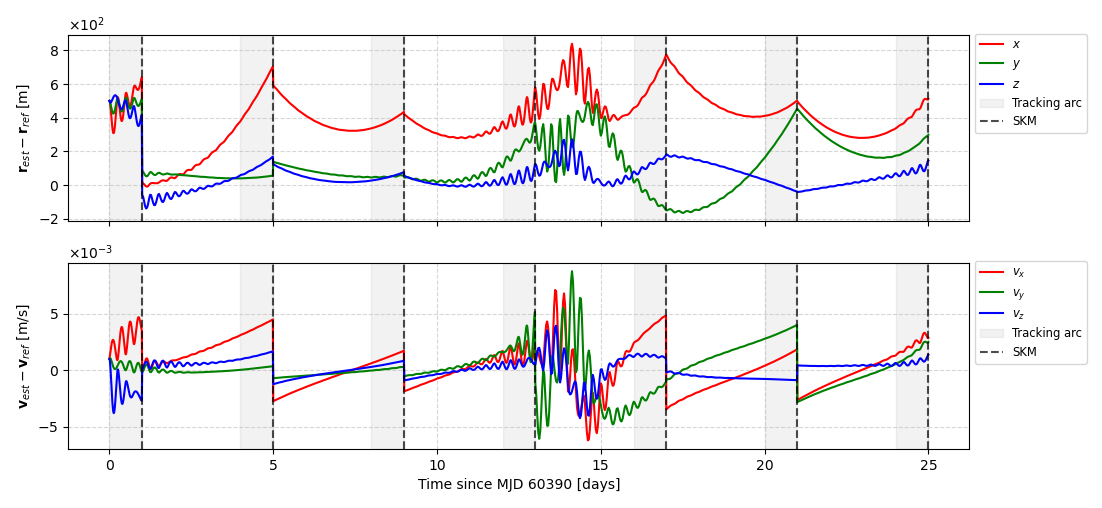 ×10²
r_est − r_ref [m]
8
6
4
2
0
−2
x
y
z
Tracking arc
SKM
×10⁻³
v_est − v_ref [m/s]
5
0
−5
v_x
v_y
v_z
Tracking arc
SKM
0 5 10 15 20 25
Time since MJD 60390 [days]